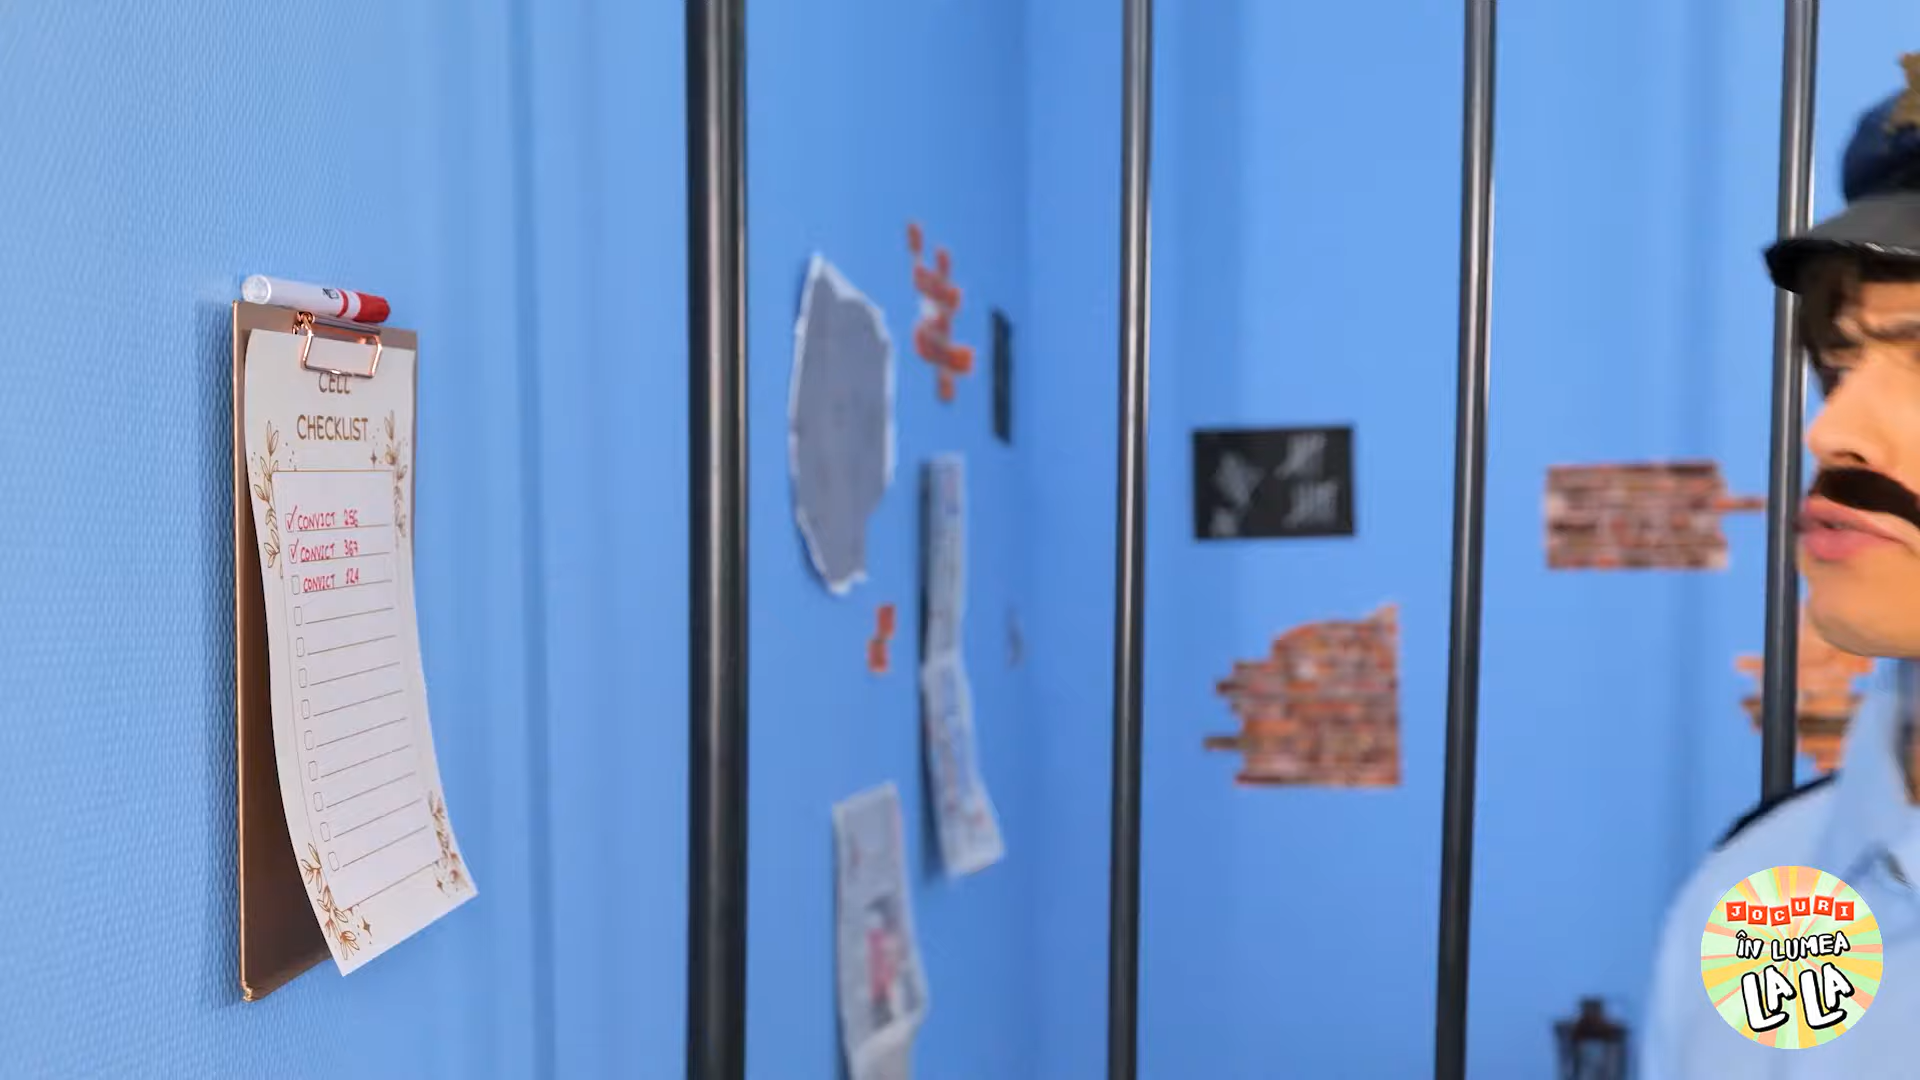 CELL
CHECKLIST
CONVICT 256
CONVICT 367
CONVICT 124
JOCURI
ÎN LUMEA
LA LA